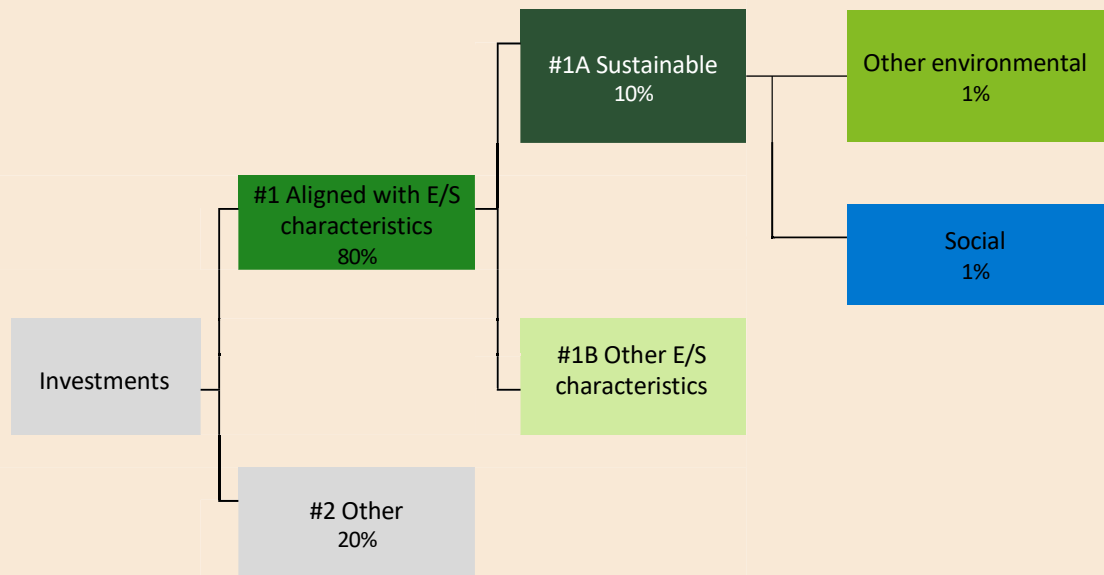 Investments
#1 Aligned with E/S
characteristics
80%
#2 Other
20%
#1A Sustainable
10%
#1B Other E/S
characteristics
Other environmental
1%
Social
1%